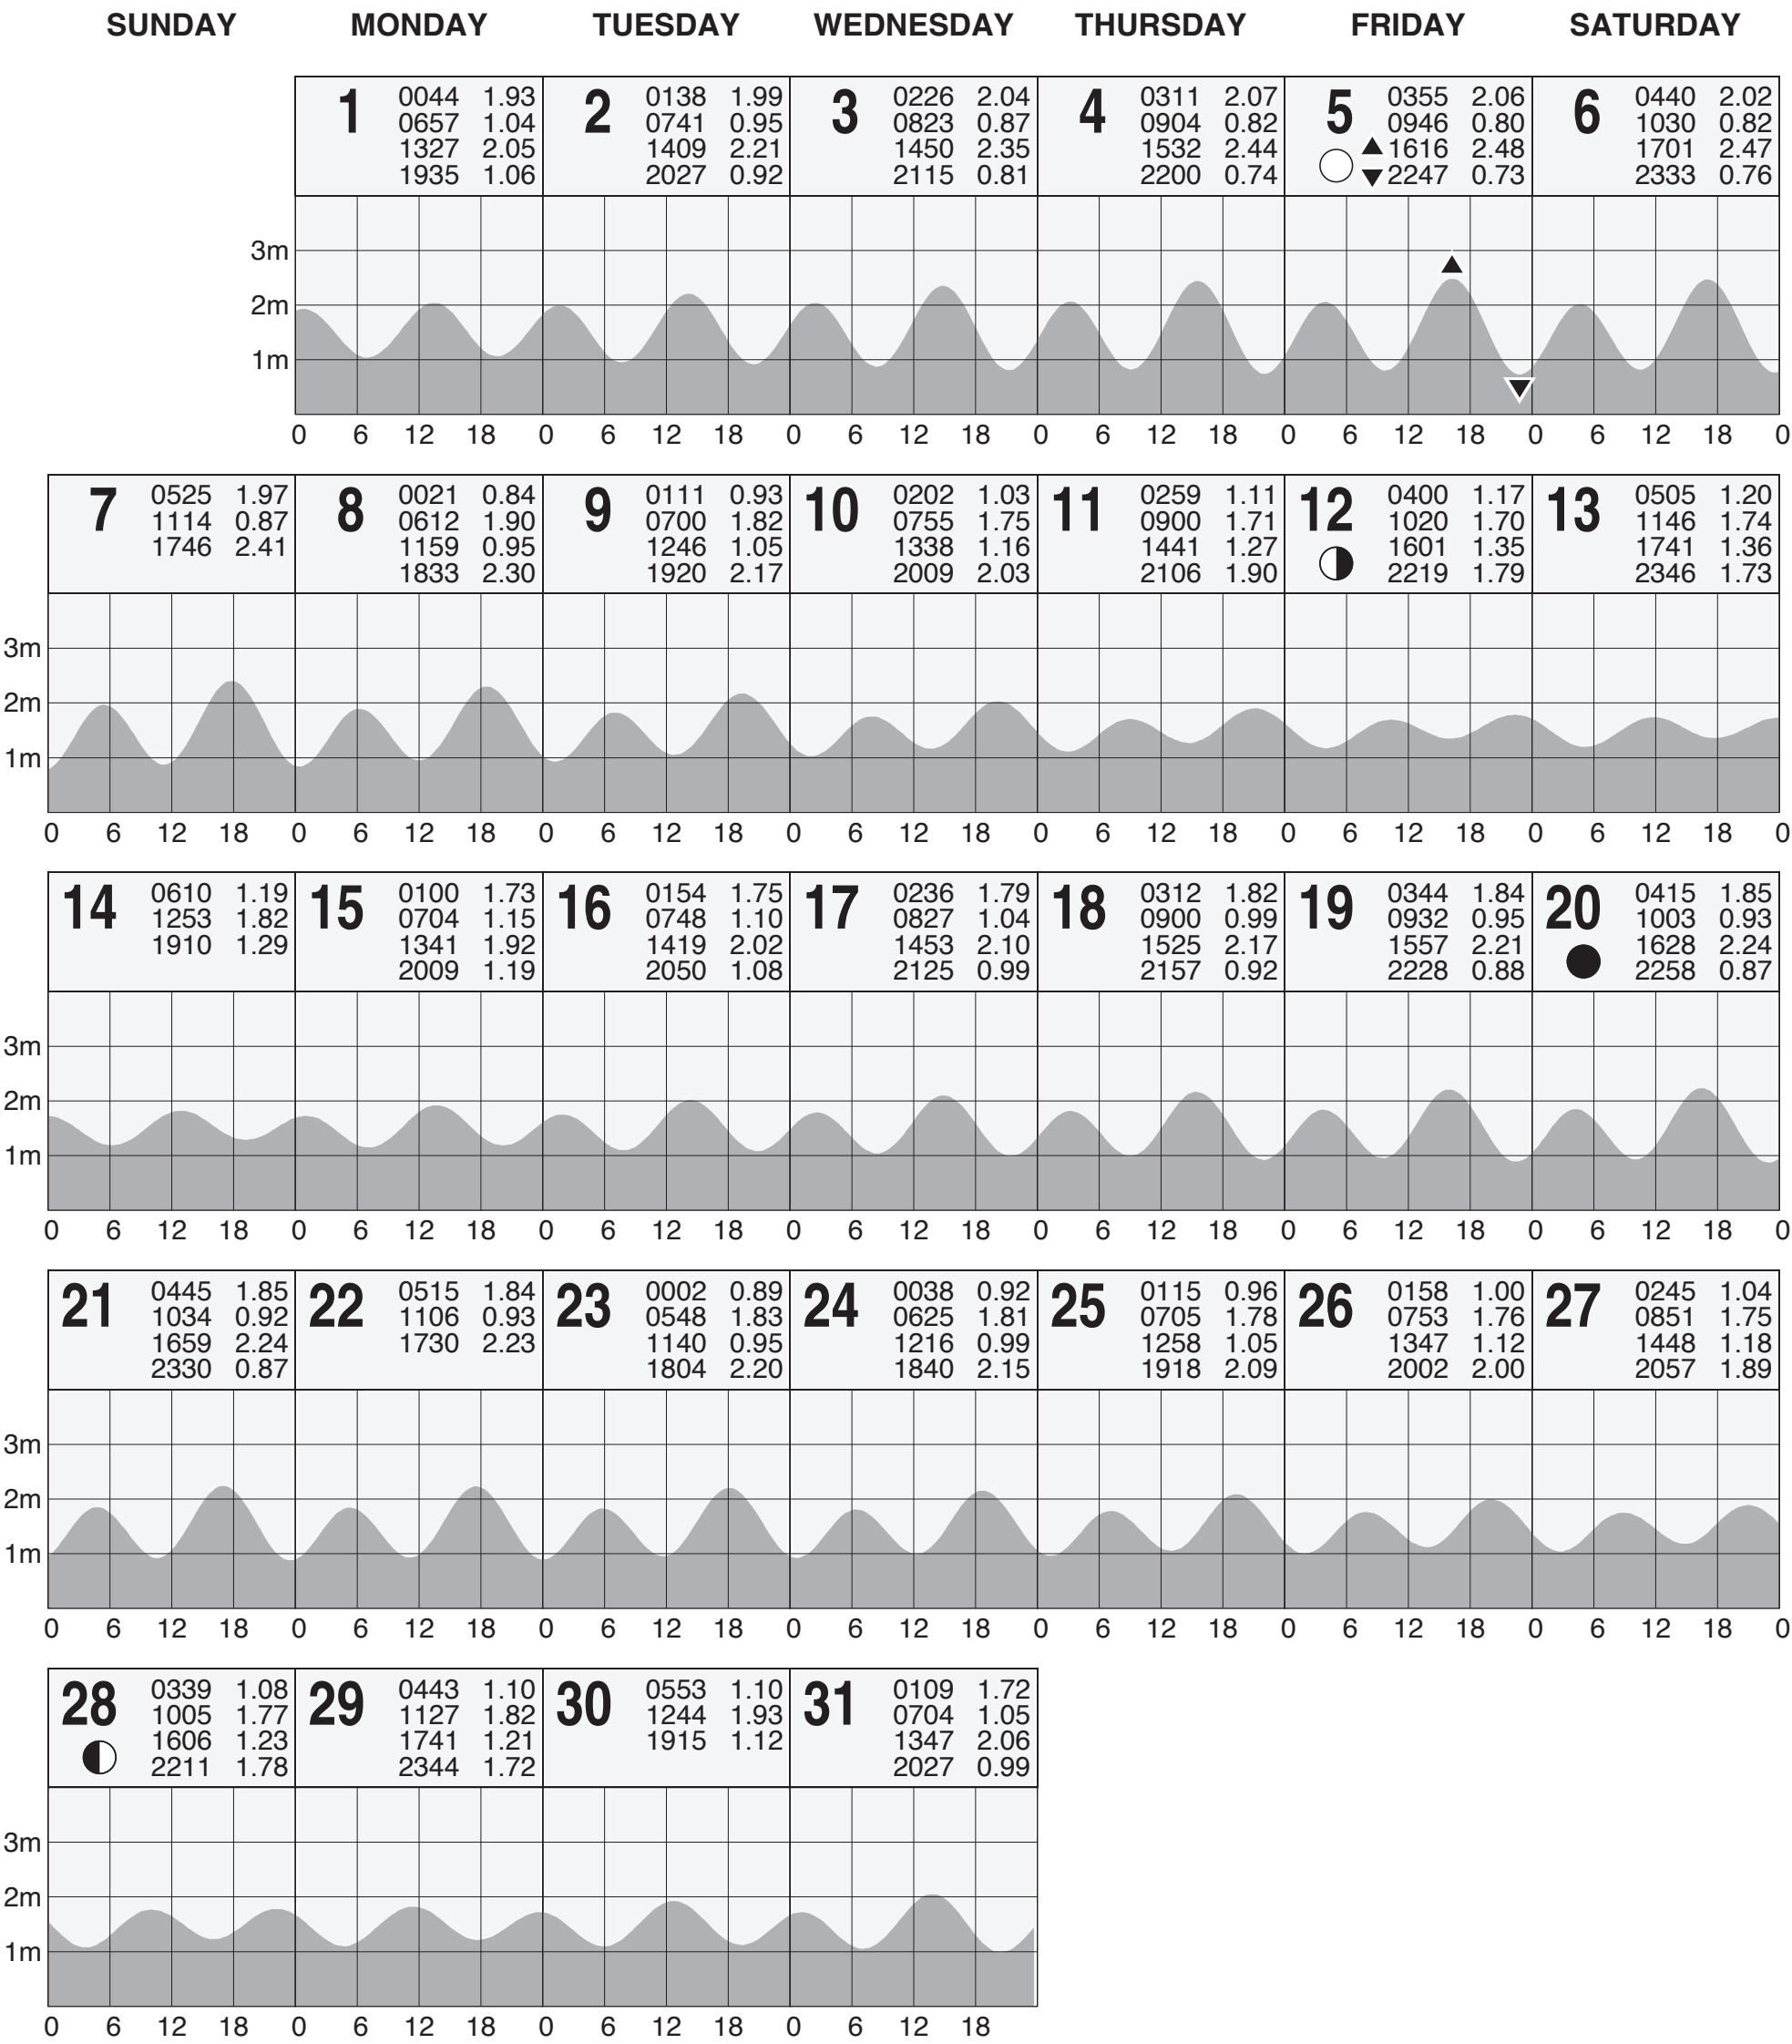 SUNDAY MONDAY TUESDAY WEDNESDAY THURSDAY FRIDAY SATURDAY
1 0044 1.93 2 0138 1.99 3 0226 2.04 4 0311 2.07 5 0355 2.06 6 0440 2.02
0657 1.04 0741 0.95 0823 0.87 0904 0.82 0946 0.80 1030 0.82
1327 2.05 1409 2.21 1450 2.35 1532 2.44 1616 2.48 1701 2.47
1935 1.06 2027 0.92 2115 0.81 2200 0.74 2247 0.73 2333 0.76
3m
2m
1m
0 6 12 18 0 6 12 18 0 6 12 18 0 6 12 18 0 6 12 18 0 6 12 18 0
7 0525 1.97 8 0021 0.84 9 0111 0.93 10 0202 1.03 11 0259 1.11 12 0400 1.17 13 0505 1.20
1114 0.87 0612 1.90 0700 1.82 0755 1.75 0900 1.71 1020 1.70 1146 1.74
1746 2.41 1159 0.95 1246 1.05 1338 1.16 1441 1.27 1601 1.35 1741 1.36
1833 2.30 1920 2.17 2009 2.03 2106 1.90 2219 1.79 2346 1.73
3m
2m
1m
0 6 12 18 0 6 12 18 0 6 12 18 0 6 12 18 0 6 12 18 0 6 12 18 0 6 12 18 0
14 0610 1.19 15 0100 1.73 16 0154 1.75 17 0236 1.79 18 0312 1.82 19 0344 1.84 20 0415 1.85
1253 1.82 0704 1.15 0748 1.10 0827 1.04 0900 0.99 0932 0.95 1003 0.93
1910 1.29 1341 1.92 1419 2.02 1453 2.10 1525 2.17 1557 2.21 1628 2.24
2009 1.19 2050 1.08 2125 0.99 2157 0.92 2228 0.88 2258 0.87
3m
2m
1m
0 6 12 18 0 6 12 18 0 6 12 18 0 6 12 18 0 6 12 18 0 6 12 18 0 6 12 18 0
21 0445 1.85 22 0515 1.84 23 0002 0.89 24 0038 0.92 25 0115 0.96 26 0158 1.00 27 0245 1.04
1034 0.92 1106 0.93 0548 1.83 0625 1.81 0705 1.78 0753 1.76 0851 1.75
1659 2.24 1730 2.23 1140 0.95 1216 0.99 1258 1.05 1347 1.12 1448 1.18
2330 0.87 1804 2.20 1840 2.15 1918 2.09 2002 2.00 2057 1.89
3m
2m
1m
0 6 12 18 0 6 12 18 0 6 12 18 0 6 12 18 0 6 12 18 0 6 12 18 0 6 12 18 0
28 0339 1.08 29 0443 1.10 30 0553 1.10 31 0109 1.72
1005 1.77 1127 1.82 1244 1.93 0704 1.05
1606 1.23 1741 1.21 1915 1.12 1347 2.06
2211 1.78 2344 1.72 2027 0.99
3m
2m
1m
0 6 12 18 0 6 12 18 0 6 12 18 0 6 12 18